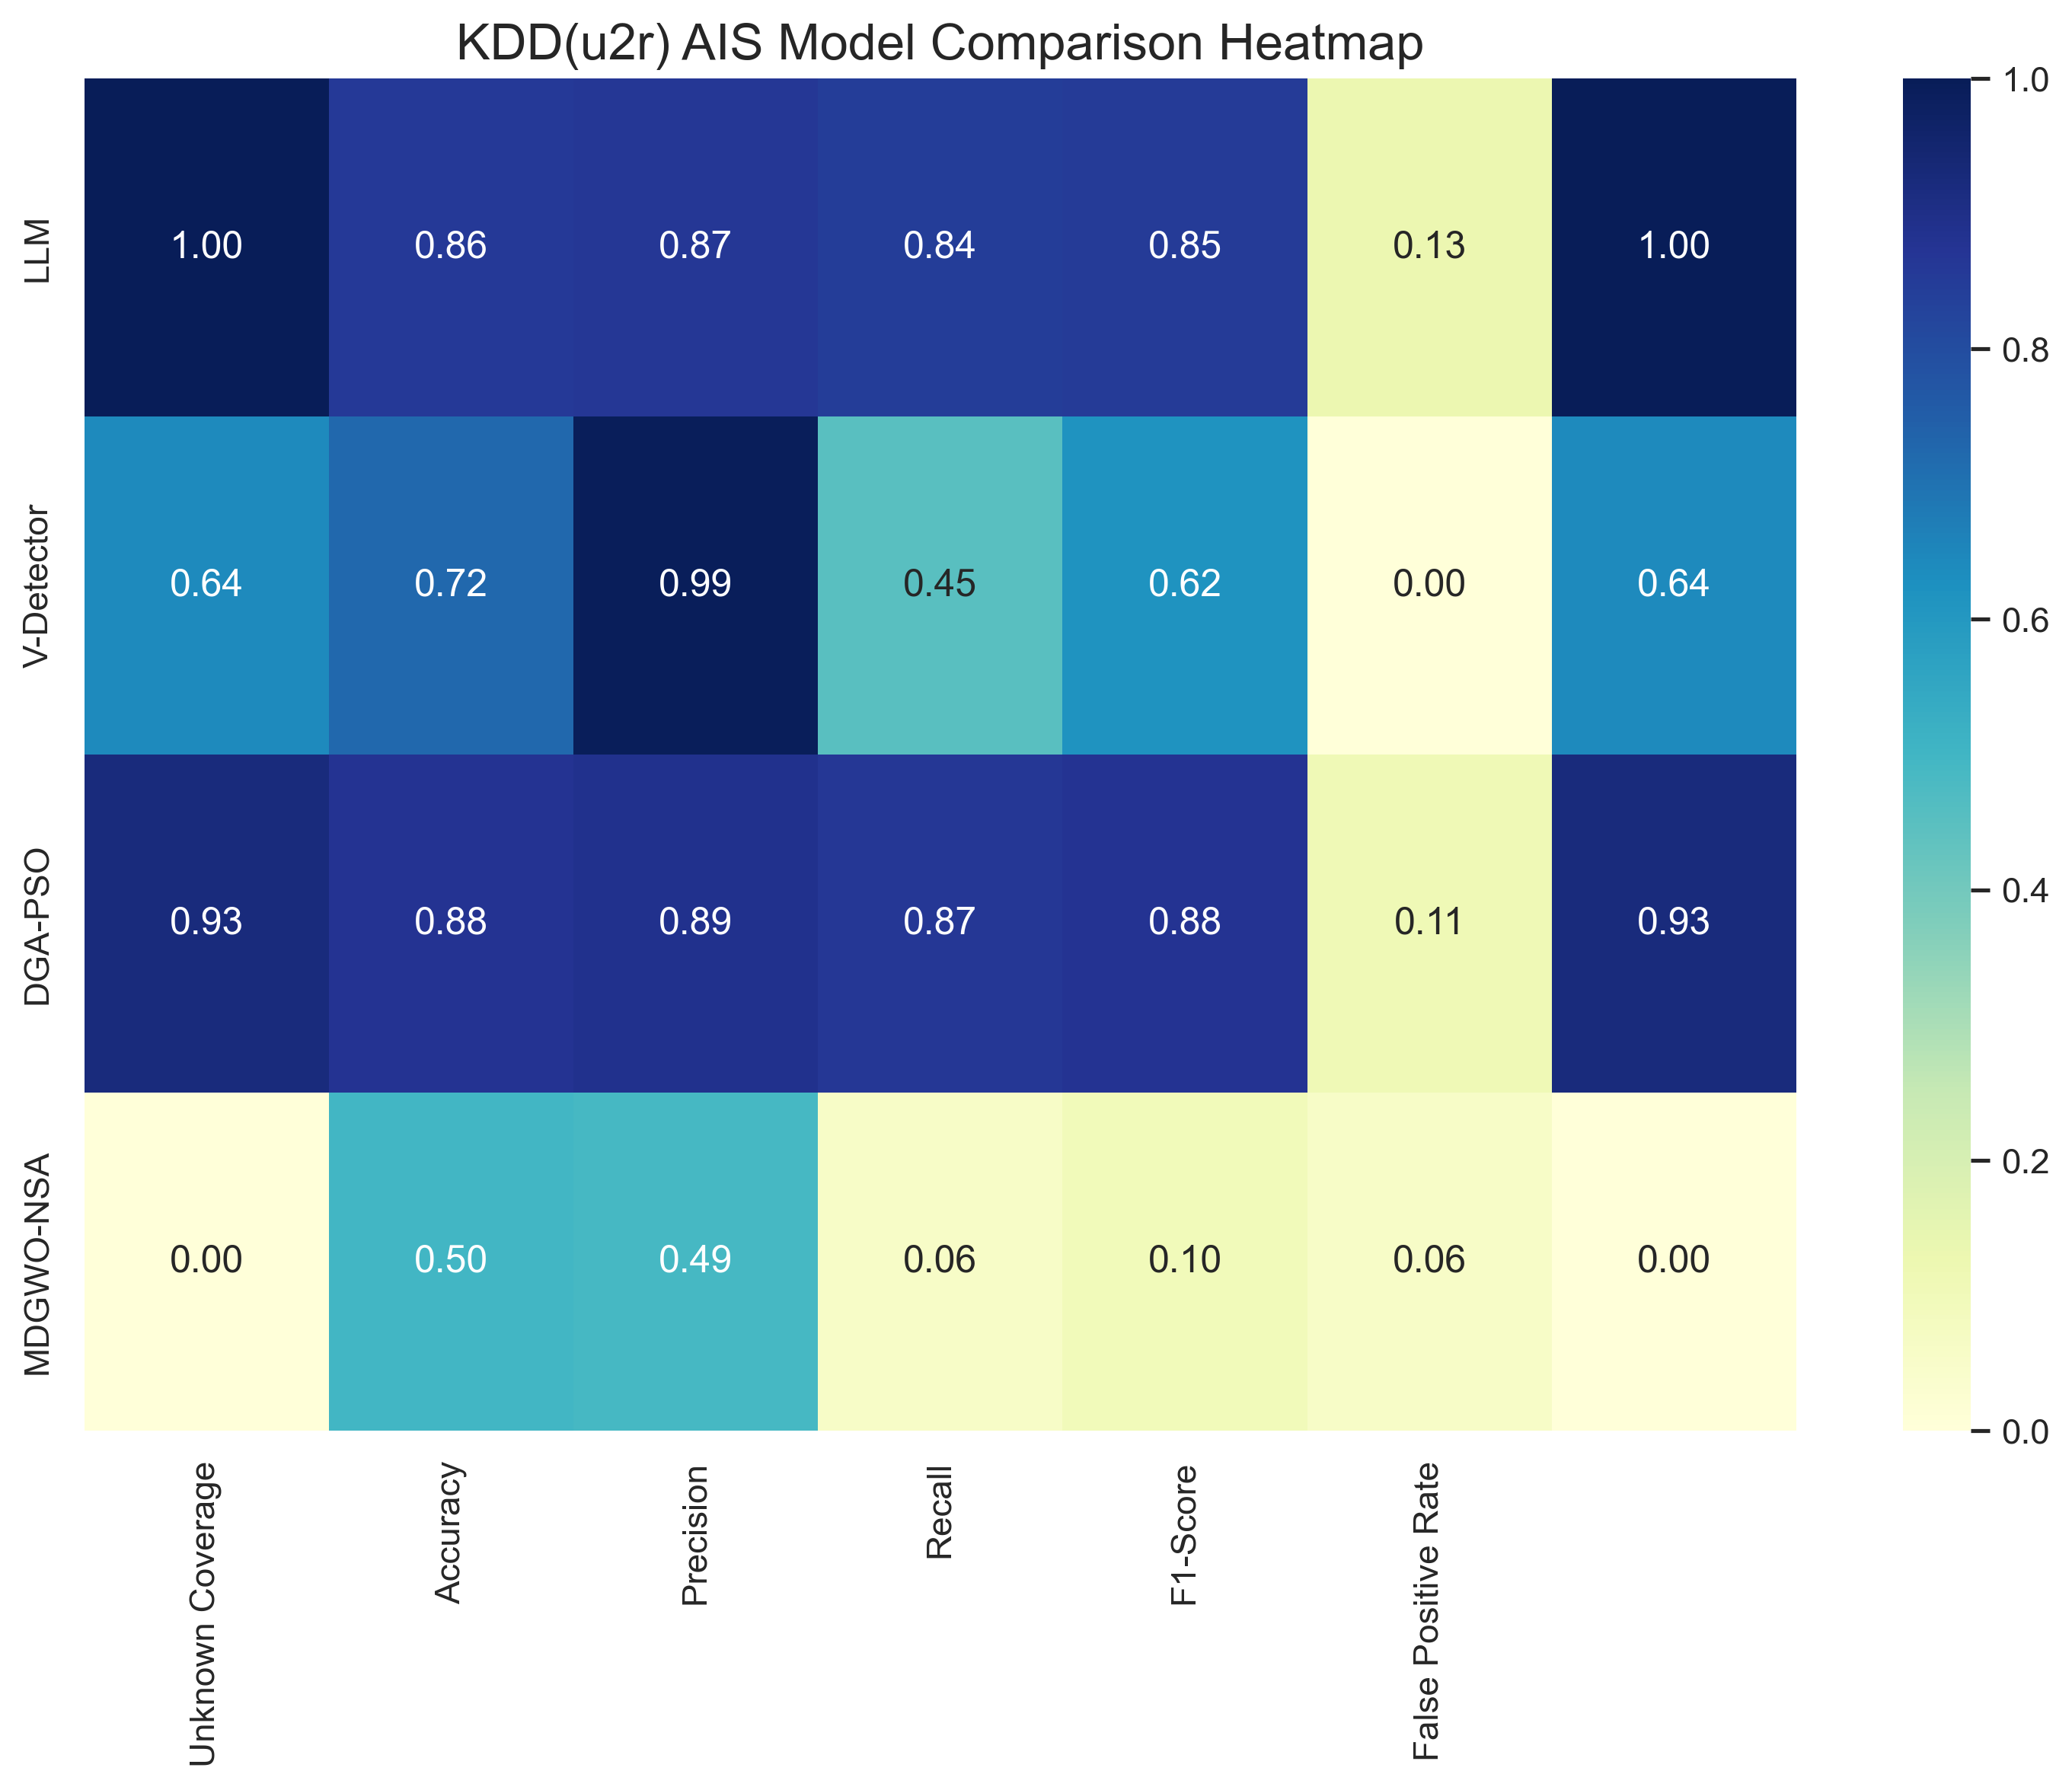 KDD(u2r) AIS Model Comparison Heatmap
LLM
1.00 0.86 0.87 0.84 0.85 0.13 1.00
V-Detector
0.64 0.72 0.99 0.45 0.62 0.00 0.64
DGA-PSO
0.93 0.88 0.89 0.87 0.88 0.11 0.93
MDGWO-NSA
0.00 0.50 0.49 0.06 0.10 0.06 0.00
Unknown Coverage
Accuracy
Precision
Recall
F1-Score
False Positive Rate
1.0
0.8
0.6
0.4
0.2
0.0